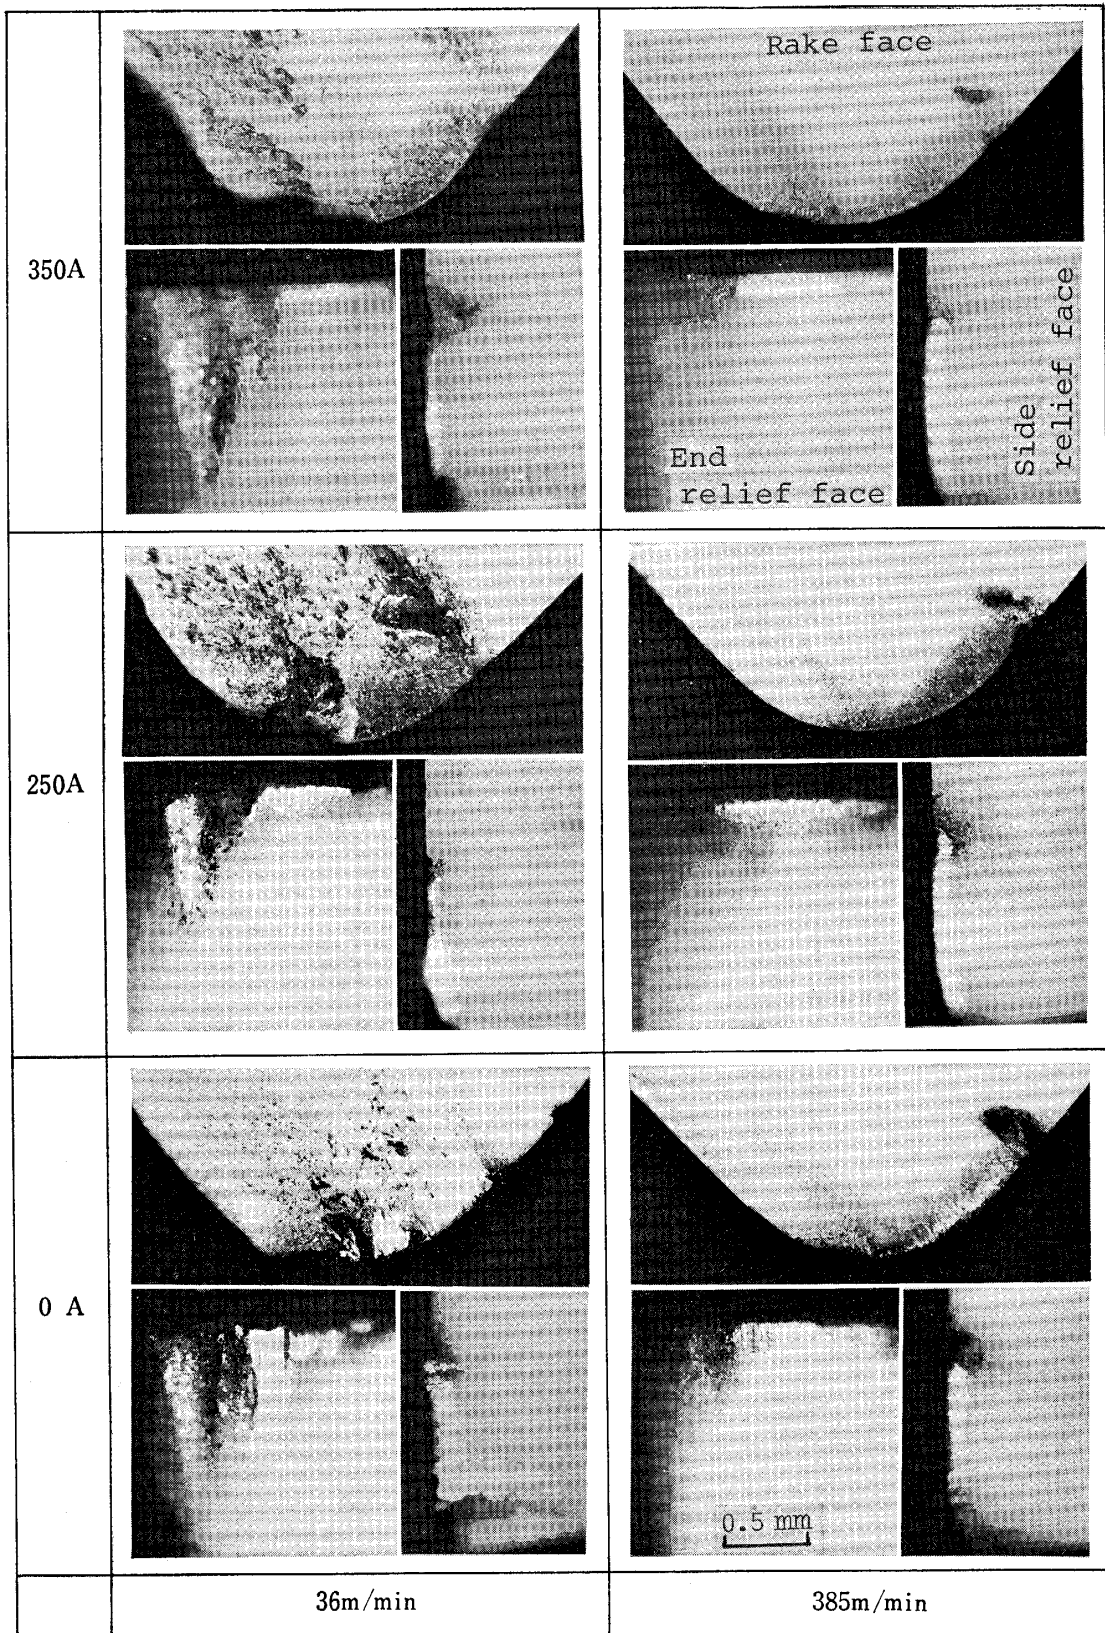 Rake face
350A
Side
relief face
End
relief face
250A
0 A
0.5 mm
36m/min
385m/min